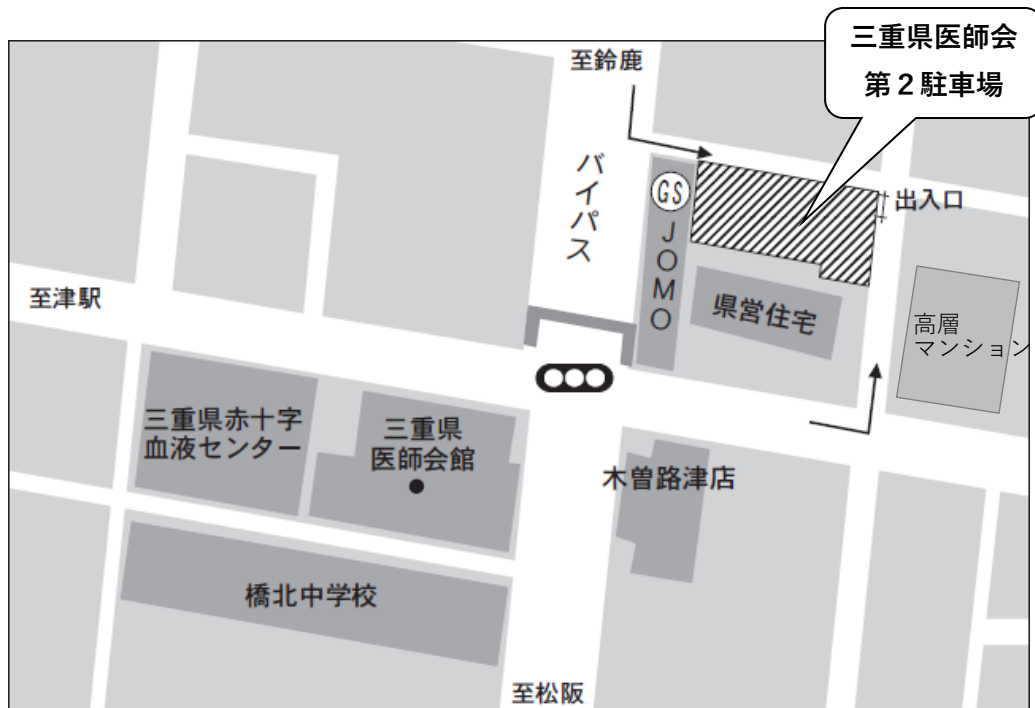 三重県医師会
第２駐車場
至鈴鹿
バイパス
GS
JOMO
出入口
至津駅
県営住宅
高層
マンション
三重県赤十字
血液センター
三重県
医師会館
木曽路津店
橋北中学校
至松阪